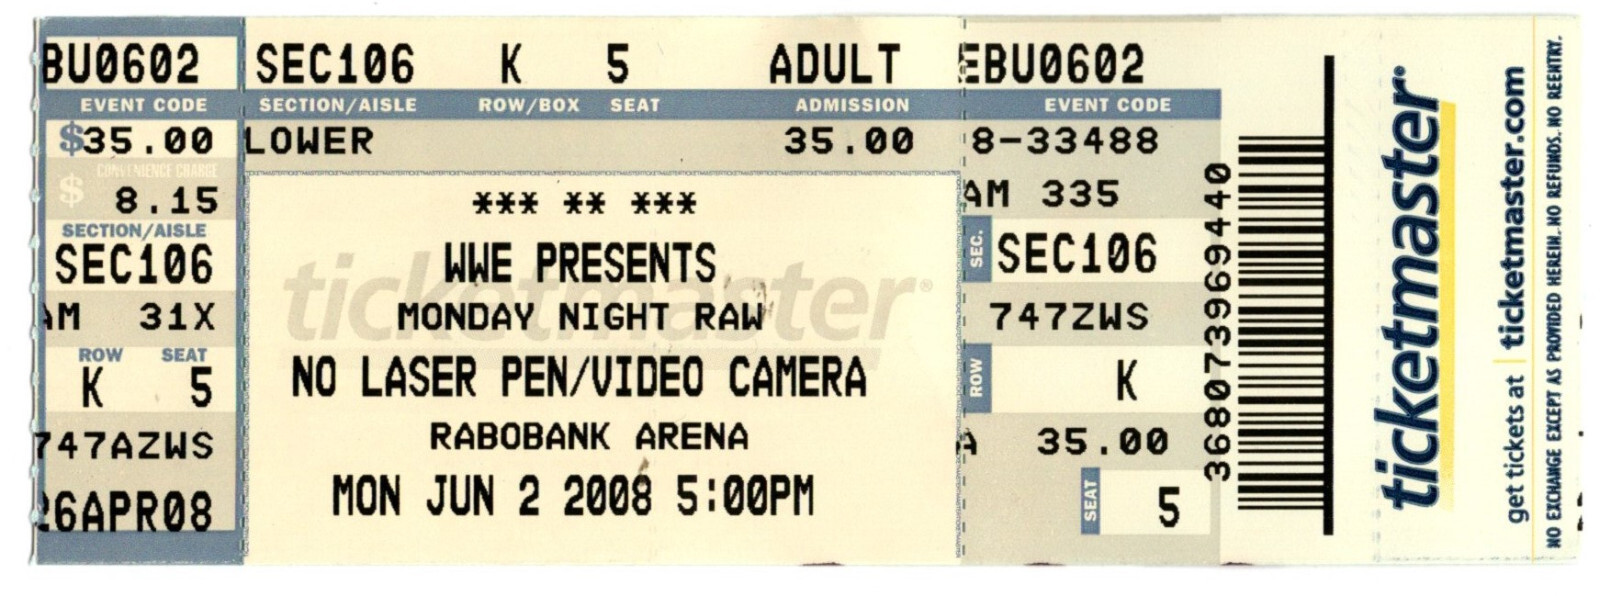 BU0602
EVENT CODE
$35.00
CONVENIENCE CHARGE
$ 8.15
SECTION/AISLE
SEC106
AM 31X
ROW SEAT
K 5
747AZWS
26APR08
SEC106 K 5 ADULT
SECTION/AISLE ROW/BOX SEAT ADMISSION
LOWER 35.00
*** ** ***
WWE PRESENTS
MONDAY NIGHT RAW
NO LASER PEN/VIDEO CAMERA
RABOBANK ARENA
MON JUN 2 2008 5:00PM
ticketmaster®
EBU0602
EVENT CODE
8-33488
AM 335
SEC. SEC106
747ZWS
ROW K
A 35.00
SEAT 5
368073969440
ticketmaster®
get tickets at ticketmaster.com
NO EXCHANGE EXCEPT AS PROVIDED HEREIN. NO REFUNDS. NO REENTRY.